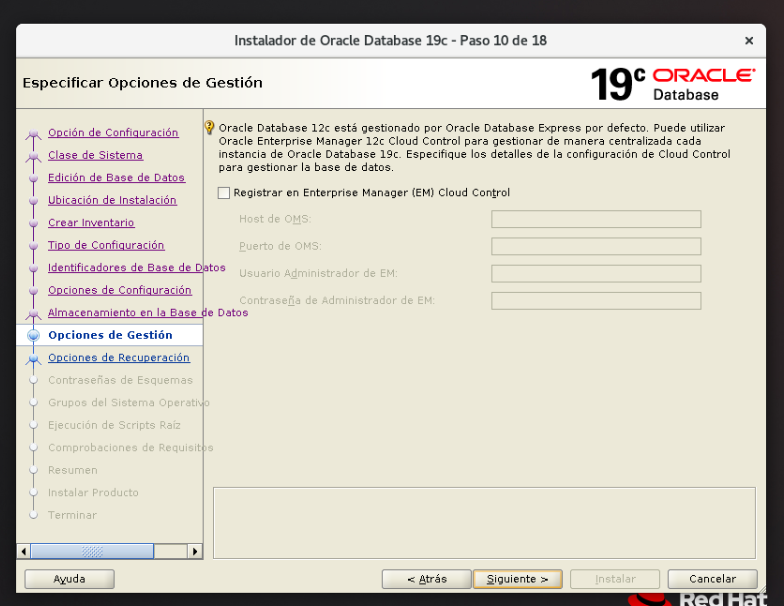 Instalador de Oracle Database 19c - Paso 10 de 18
×
Especificar Opciones de Gestión
19c ORACLE
Database
Opción de Configuración
Clase de Sistema
Edición de Base de Datos
Ubicación de Instalación
Crear Inventario
Tipo de Configuración
Identificadores de Base de Datos
Opciones de Configuración
Almacenamiento en la Base de Datos
Opciones de Gestión
Opciones de Recuperación
Contraseñas de Esquemas
Grupos del Sistema Operativo
Ejecución de Scripts Raíz
Comprobaciones de Requisitos
Resumen
Instalar Producto
Terminar
Oracle Database 12c está gestionado por Oracle Database Express por defecto. Puede utilizar
Oracle Enterprise Manager 12c Cloud Control para gestionar de manera centralizada cada
instancia de Oracle Database 19c. Especifique los detalles de la configuración de Cloud Control
para gestionar la base de datos.
Registrar en Enterprise Manager (EM) Cloud Control
Host de OMS:
Puerto de OMS:
Usuario Administrador de EM:
Contraseña de Administrador de EM:
Ayuda
< Atrás
Siguiente >
Instalar
Cancelar
Red Hat